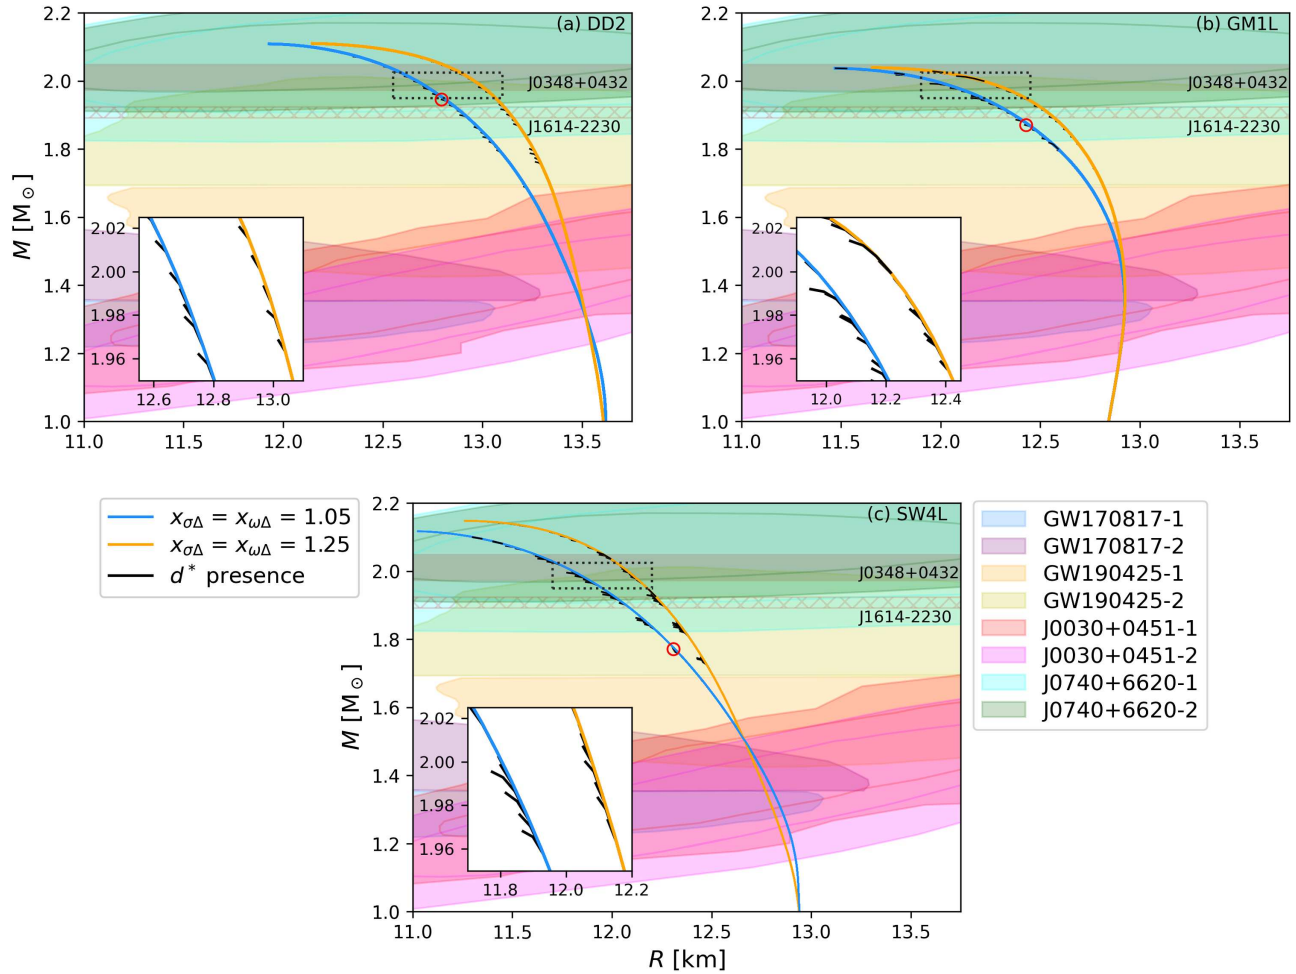 (a) DD2
J0348+0432
J1614-2230
M [M⊙]
2.2
2.0
1.8
1.6
1.4
1.2
1.0
11.0 11.5 12.0 12.5 13.0 13.5
2.02
2.00
1.98
1.96
12.6 12.8 13.0
(b) GM1L
J0348+0432
J1614-2230
2.2
2.0
1.8
1.6
1.4
1.2
1.0
11.0 11.5 12.0 12.5 13.0 13.5
2.02
2.00
1.98
1.96
12.0 12.2 12.4
xσΔ = xωΔ = 1.05
xσΔ = xωΔ = 1.25
d* presence
(c) SW4L
J0348+0432
J1614-2230
M [M⊙]
2.2
2.0
1.8
1.6
1.4
1.2
1.0
11.0 11.5 12.0 12.5 13.0 13.5
R [km]
2.02
2.00
1.98
1.96
11.8 12.0 12.2
GW170817-1
GW170817-2
GW190425-1
GW190425-2
J0030+0451-1
J0030+0451-2
J0740+6620-1
J0740+6620-2